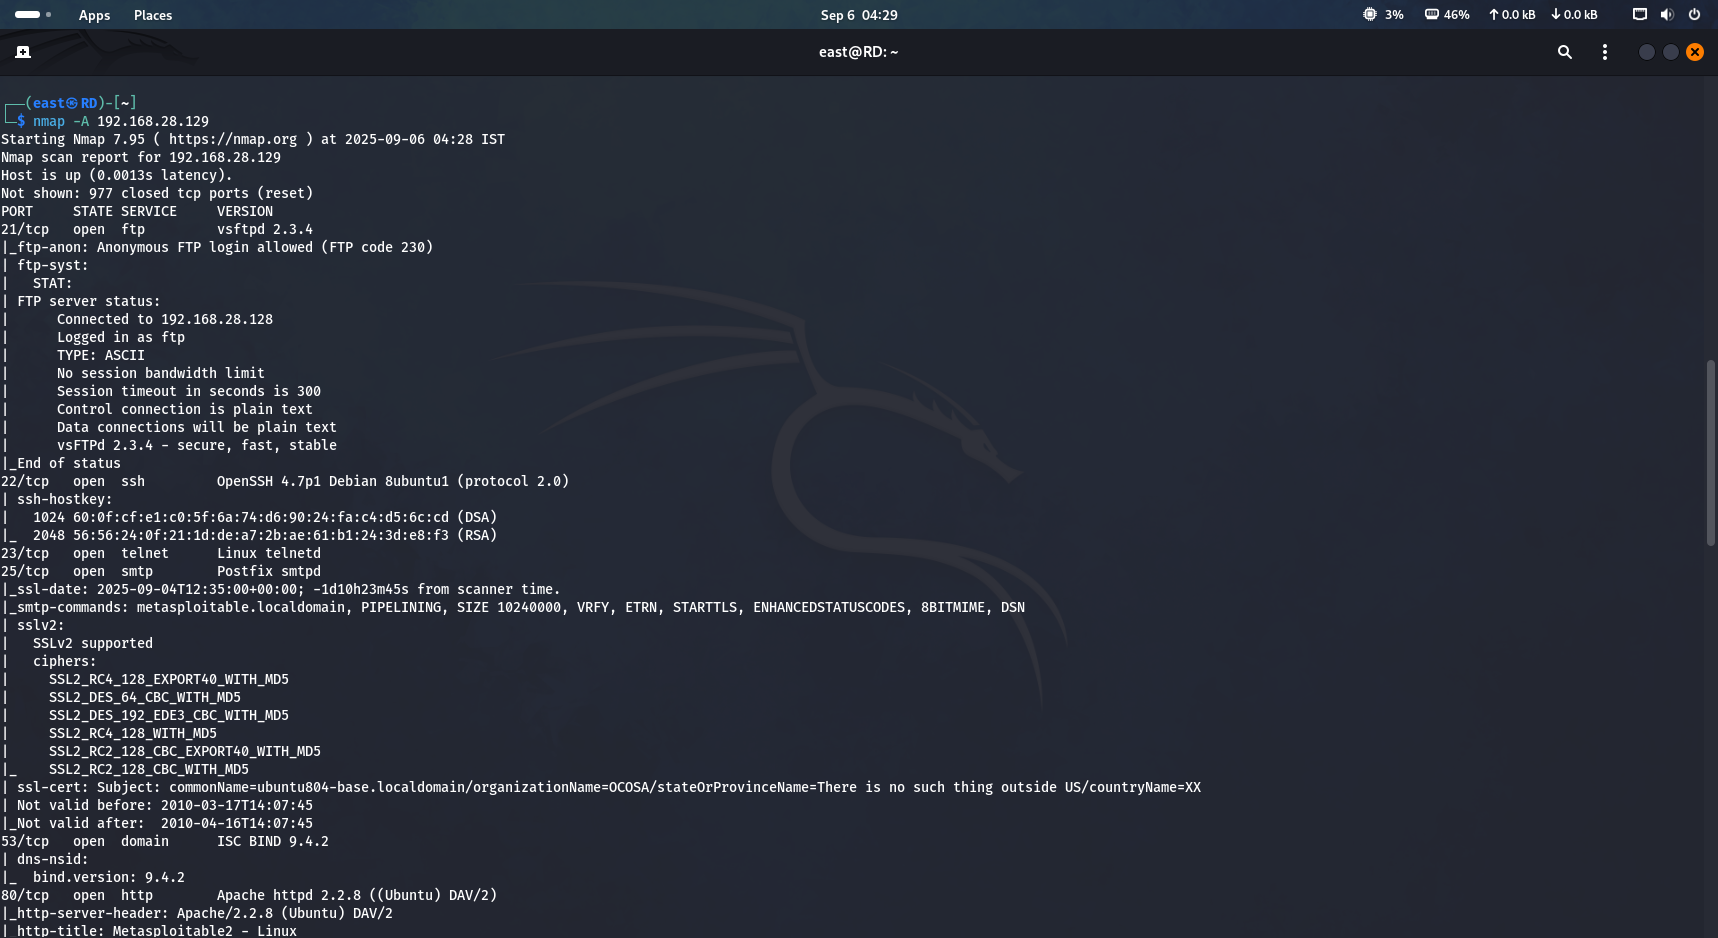 Apps Places Sep 6 04:29 3% 46% 0.0 kB 0.0 kB
east@RD: ~
┌──(east㉿RD)-[~]
└─$ nmap -A 192.168.28.129
Starting Nmap 7.95 ( https://nmap.org ) at 2025-09-06 04:28 IST
Nmap scan report for 192.168.28.129
Host is up (0.0013s latency).
Not shown: 977 closed tcp ports (reset)
PORT     STATE SERVICE     VERSION
21/tcp   open  ftp         vsftpd 2.3.4
|_ftp-anon: Anonymous FTP login allowed (FTP code 230)
| ftp-syst:
|   STAT:
| FTP server status:
|      Connected to 192.168.28.128
|      Logged in as ftp
|      TYPE: ASCII
|      No session bandwidth limit
|      Session timeout in seconds is 300
|      Control connection is plain text
|      Data connections will be plain text
|      vsFTPd 2.3.4 - secure, fast, stable
|_End of status
22/tcp   open  ssh         OpenSSH 4.7p1 Debian 8ubuntu1 (protocol 2.0)
| ssh-hostkey:
|   1024 60:0f:cf:e1:c0:5f:6a:74:d6:90:24:fa:c4:d5:6c:cd (DSA)
|_  2048 56:56:24:0f:21:1d:de:a7:2b:ae:61:b1:24:3d:e8:f3 (RSA)
23/tcp   open  telnet      Linux telnetd
25/tcp   open  smtp        Postfix smtpd
|_ssl-date: 2025-09-04T12:35:00+00:00; -1d10h23m45s from scanner time.
|_smtp-commands: metasploitable.localdomain, PIPELINING, SIZE 10240000, VRFY, ETRN, STARTTLS, ENHANCEDSTATUSCODES, 8BITMIME, DSN
| sslv2:
|   SSLv2 supported
|   ciphers:
|     SSL2_RC4_128_EXPORT40_WITH_MD5
|     SSL2_DES_64_CBC_WITH_MD5
|     SSL2_DES_192_EDE3_CBC_WITH_MD5
|     SSL2_RC4_128_WITH_MD5
|     SSL2_RC2_128_CBC_EXPORT40_WITH_MD5
|_    SSL2_RC2_128_CBC_WITH_MD5
| ssl-cert: Subject: commonName=ubuntu804-base.localdomain/organizationName=OCOSA/stateOrProvinceName=There is no such thing outside US/countryName=XX
| Not valid before: 2010-03-17T14:07:45
|_Not valid after:  2010-04-16T14:07:45
53/tcp   open  domain      ISC BIND 9.4.2
| dns-nsid:
|_  bind.version: 9.4.2
80/tcp   open  http        Apache httpd 2.2.8 ((Ubuntu) DAV/2)
|_http-server-header: Apache/2.2.8 (Ubuntu) DAV/2
|_http-title: Metasploitable2 - Linux